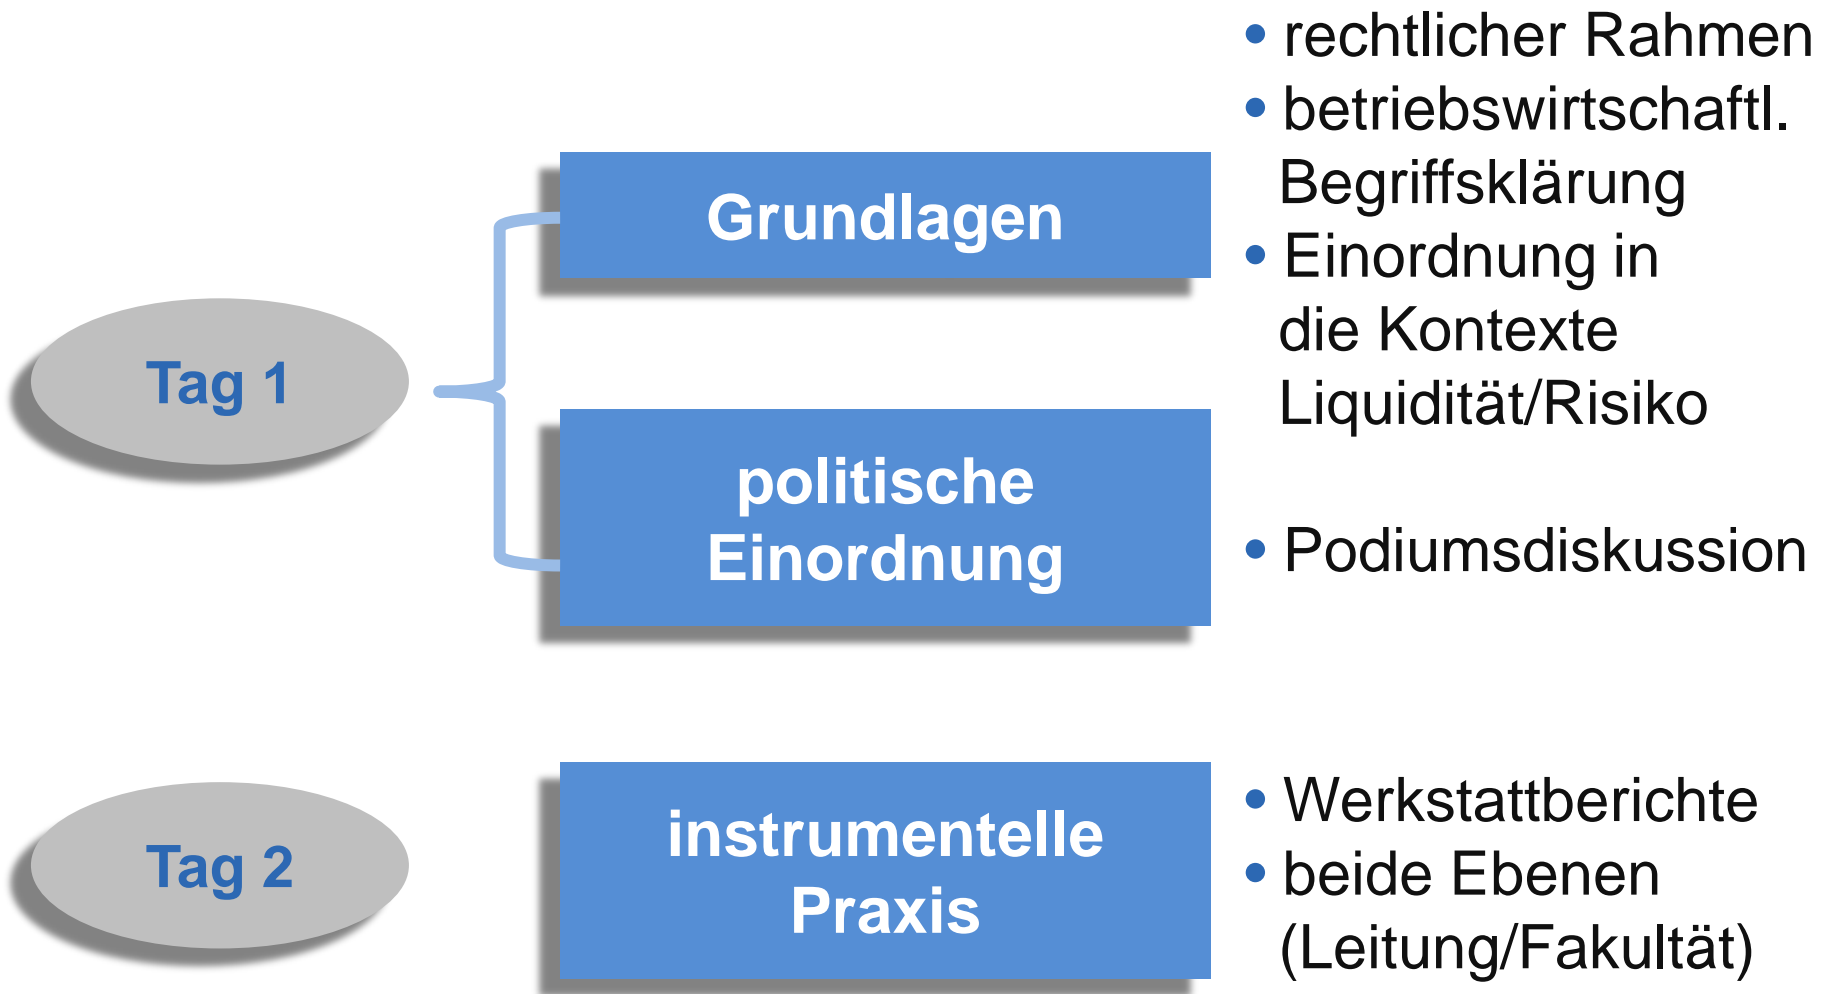 Tag 1
Grundlagen
• rechtlicher Rahmen
• betriebswirtschaftl.
Begriffsklärung
• Einordnung in
die Kontexte
Liquidität/Risiko
politische
Einordnung
• Podiumsdiskussion
Tag 2
instrumentelle
Praxis
• Werkstattberichte
• beide Ebenen
(Leitung/Fakultät)